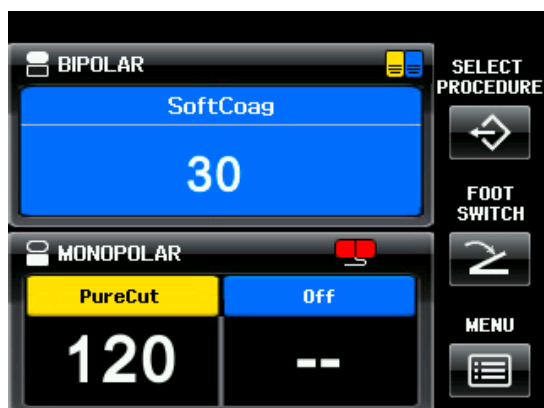 BIPOLAR
SoftCoag
30
MONOPOLAR
PureCut
Off
120
--
SELECT
PROCEDURE
FOOT
SWITCH
MENU